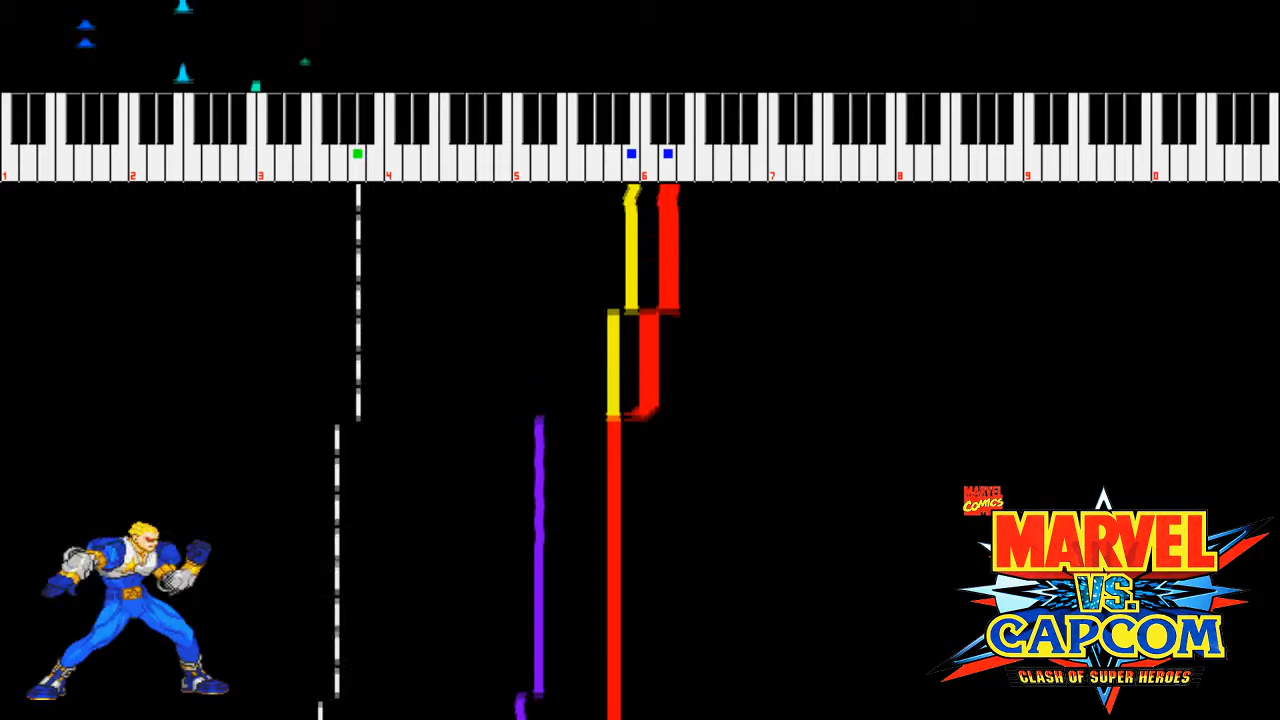 1 2 3 4 5 6 7 8 9 0
MARVEL
COMICS
MARVEL
VS.
CAPCOM
CLASH OF SUPER HEROES